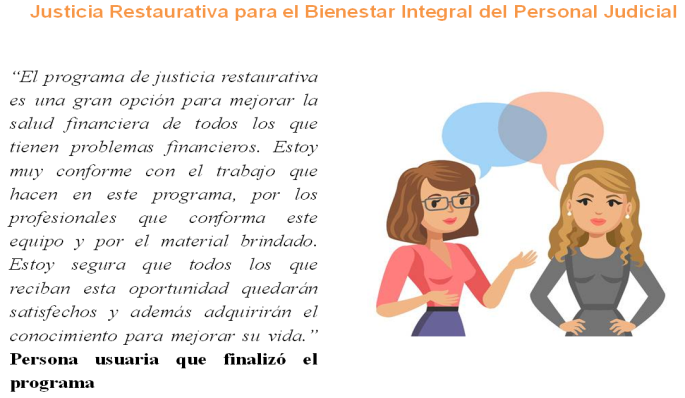 Justicia Restaurativa para el Bienestar Integral del Personal Judicial
“El programa de justicia restaurativa
es una gran opción para mejorar la
salud financiera de todos los que
tienen problemas financieros. Estoy
muy conforme con el trabajo que
hacen en este programa, por los
profesionales que conforma este
equipo y por el material brindado.
Estoy segura que todos los que
reciban esta oportunidad quedarán
satisfechos y además adquirirán el
conocimiento para mejorar su vida.”
Persona usuaria que finalizó el
programa